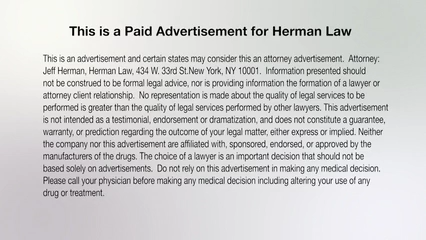 This is a Paid Advertisement for Herman Law
This is an advertisement and certain states may consider this an attorney advertisement.  Attorney:
Jeff Herman, Herman Law, 434 W. 33rd St.New York, NY 10001.  Information presented should
not be construed to be formal legal advice, nor is providing information the formation of a lawyer or
attorney client relationship.  No representation is made about the quality of legal services to be
performed is greater than the quality of legal services performed by other lawyers. This advertisement
is not intended as a testimonial, endorsement or dramatization, and does not constitute a guarantee,
warranty, or prediction regarding the outcome of your legal matter, either express or implied. Neither
the company nor this advertisement are affiliated with, sponsored, endorsed, or approved by the
manufacturers of the drugs. The choice of a lawyer is an important decision that should not be
based solely on advertisements.  Do not rely on this advertisement in making any medical decision.
Please call your physician before making any medical decision including altering your use of any
drug or treatment.